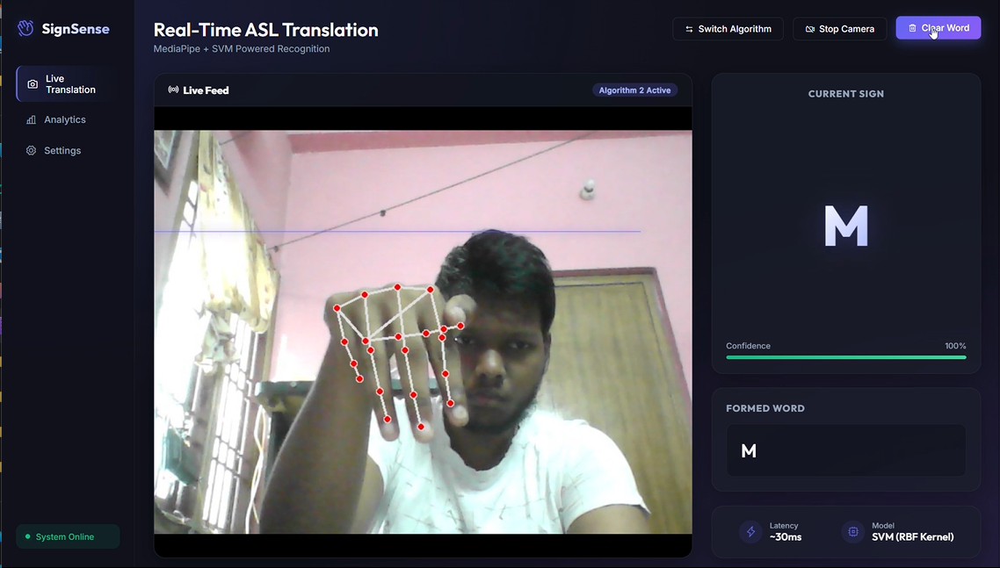 SignSense
Live
Translation
Analytics
Settings
System Online
Real-Time ASL Translation
MediaPipe + SVM Powered Recognition
Switch Algorithm
Stop Camera
Clear Word
Live Feed
Algorithm 2 Active
CURRENT SIGN
M
Confidence
100%
FORMED WORD
M
Latency
~30ms
Model
SVM (RBF Kernel)